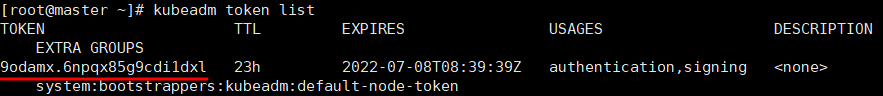 [root@master ~]# kubeadm token list
TOKEN TTL EXPIRES USAGES DESCRIPTION
EXTRA GROUPS
9odamx.6npqx85g9cdi1dxl 23h 2022-07-08T08:39:39Z authentication,signing <none>
system:bootstrappers:kubeadm:default-node-token